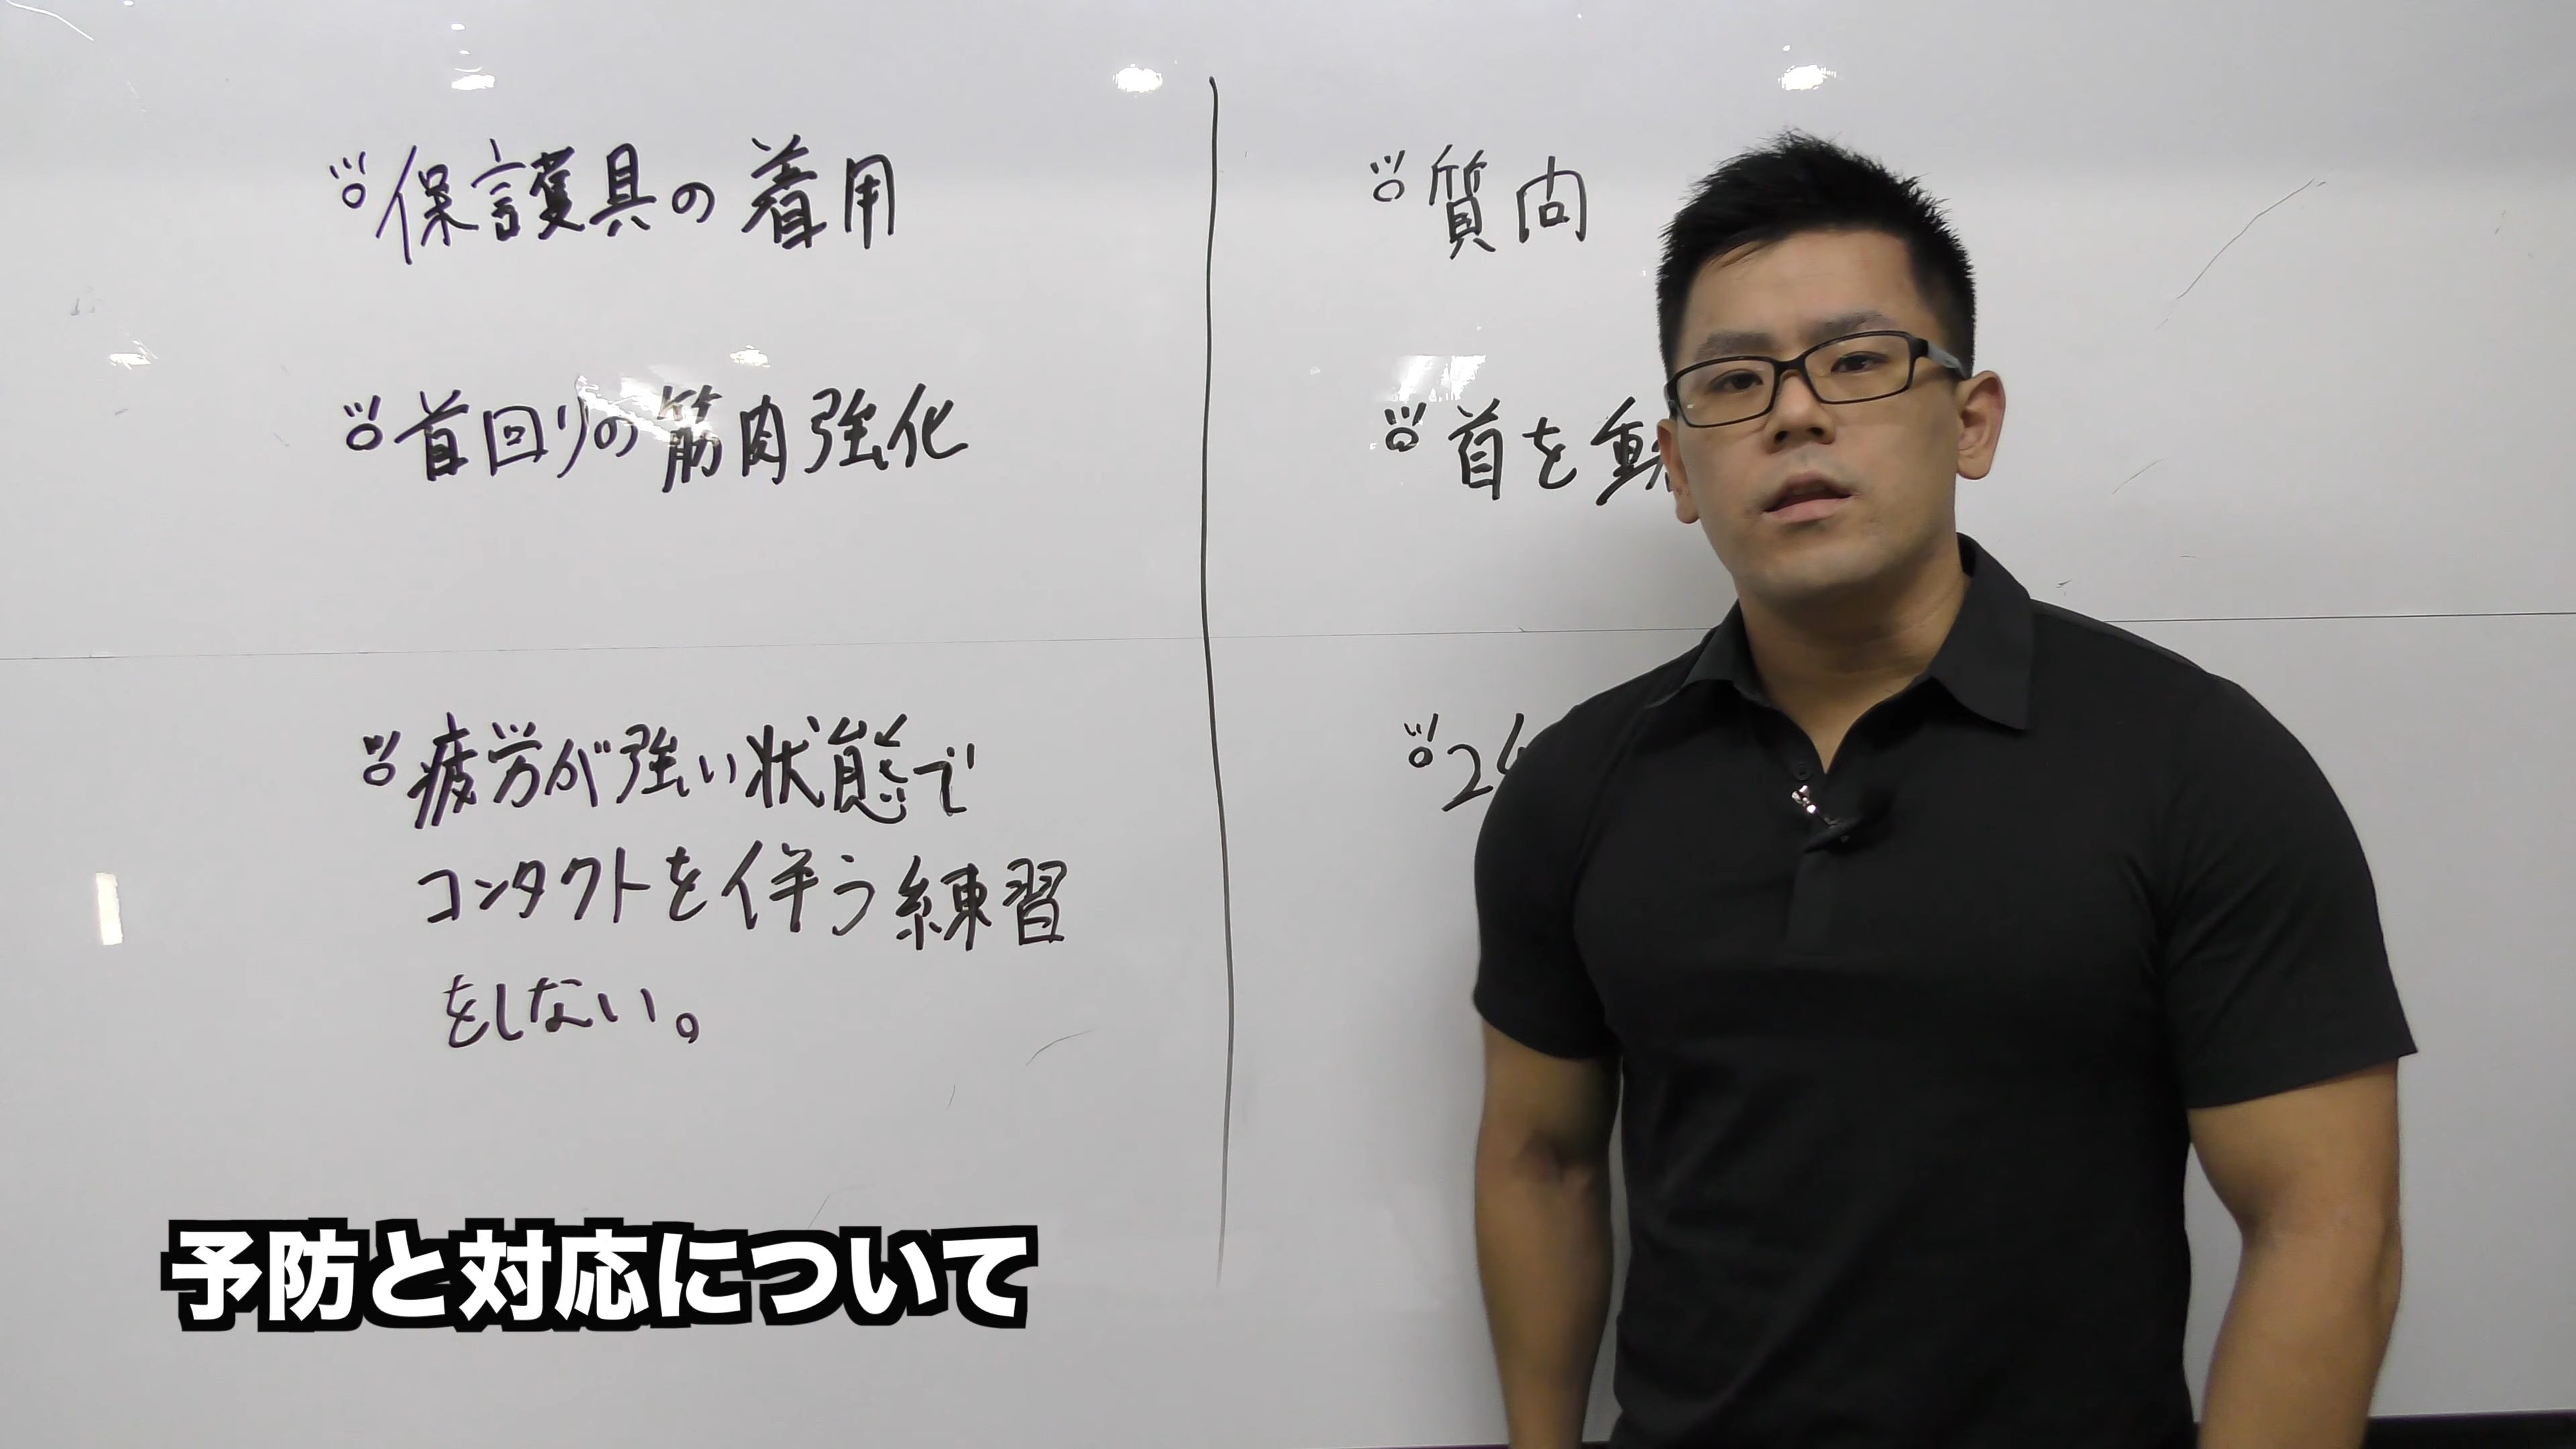 保護具の着用
首回りの筋肉強化
疲労が強い状態で
コンタクトを伴う練習
をしない。
質問
首を
予防と対応について